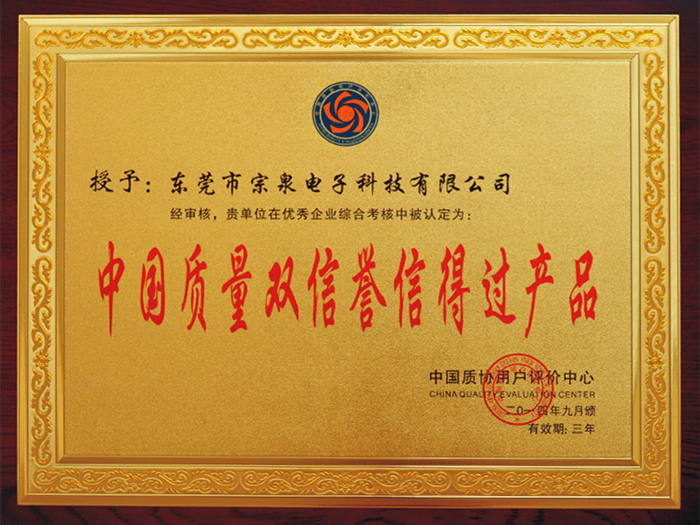 授予：东莞市宗泉电子科技有限公司
经审核，贵单位在优秀企业综合考核中被认定为：
中国质量双信誉信得过产品
中国质协用户评价中心
CHINA QUALITY EVALUATION CENTER
二０一四年九月颁
有效期：三年